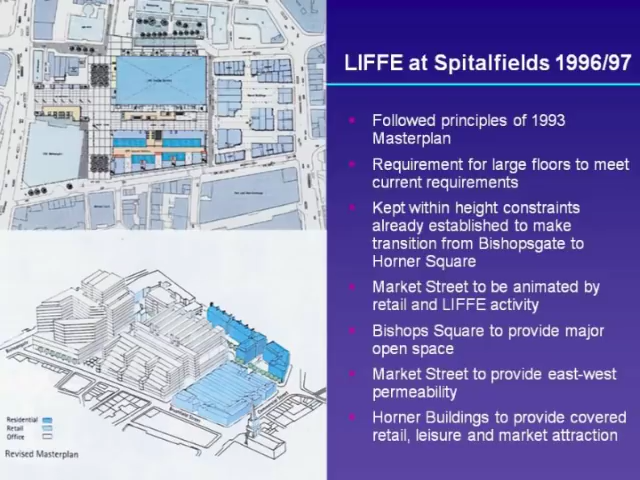 LIFFE at Spitalfields 1996/97
Followed principles of 1993
Masterplan
Requirement for large floors to meet
current requirements
Kept within height constraints
already established to make
transition from Bishopsgate to
Horner Square
Market Street to be animated by
retail and LIFFE activity
Bishops Square to provide major
open space
Market Street to provide east-west
permeability
Horner Buildings to provide covered
retail, leisure and market attraction
Residential
Retail
Office
Revised Masterplan